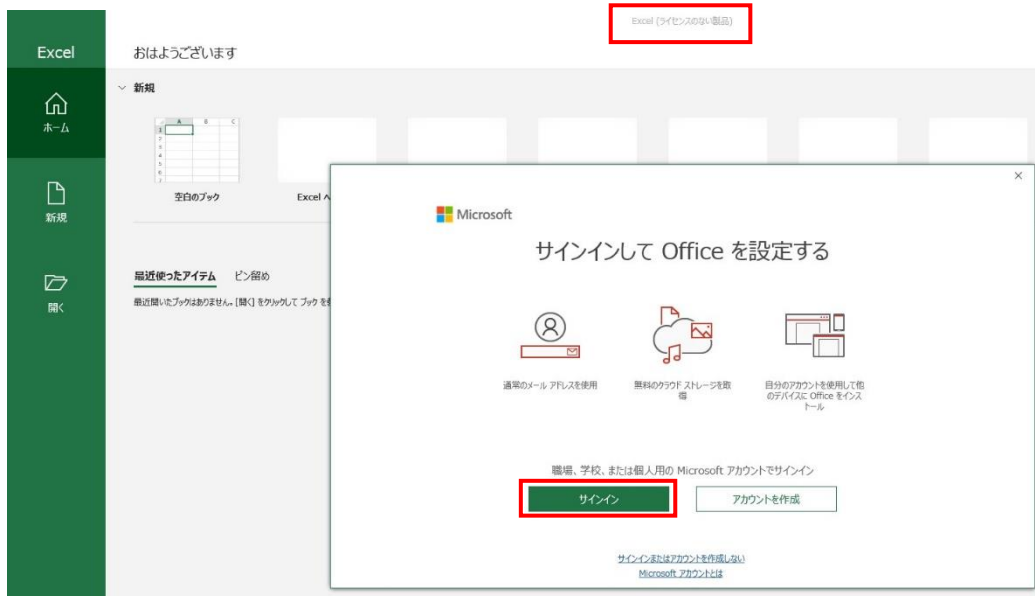 Excel (ライセンスのない製品)
Excel
おはようございます
新規
ホーム
A B C
1
2
3
4
5
6
7
空白のブック
Excel へ
新規
Microsoft
サインインして Office を設定する
最近使ったアイテム ピン留め
最近開いたブックはありません。[開く] をクリックして ブック を
開く
通常のメール アドレスを使用
無料のクラウド ストレージを取
得
自分のアカウントを使用して他
のデバイスに Office をインス
トール
職場、学校、または個人用の Microsoft アカウントでサインイン
サインイン
アカウントを作成
サインインまたはアカウントを作成しない
Microsoft アカウントとは